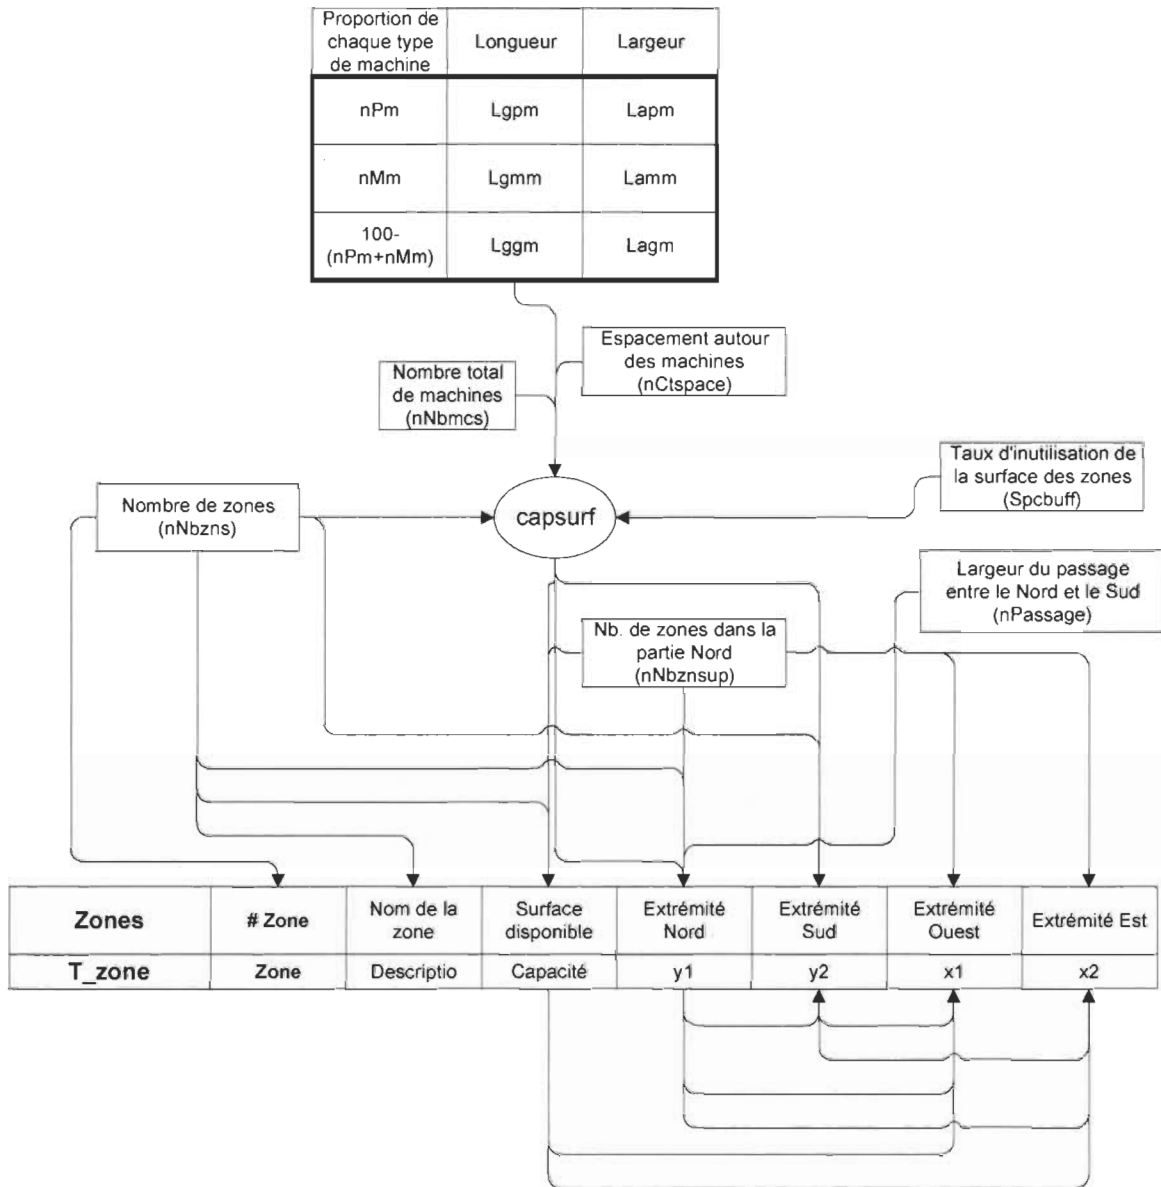 Proportion de
chaque type
de machine
Longueur
Largeur
nPm
Lgpm
Lapm
nMm
Lgmm
Lamm
100-
(nPm+nMm)
Lggm
Lagm
Espacement autour
des machines
(nCtspace)
Nombre total
de machines
(nNbmcs)
Taux d'inutilisation de
la surface des zones
(Spcbuff)
Nombre de zones
(nNbzns)
capsurf
Largeur du passage
entre le Nord et le Sud
(nPassage)
Nb. de zones dans la
partie Nord
(nNbznsup)
Zones
# Zone
Nom de la
zone
Surface
disponible
Extrémité
Nord
Extrémité
Sud
Extrémité
Ouest
Extrémité Est
T_zone
Zone
Descriptio
Capacité
y1
y2
x1
x2